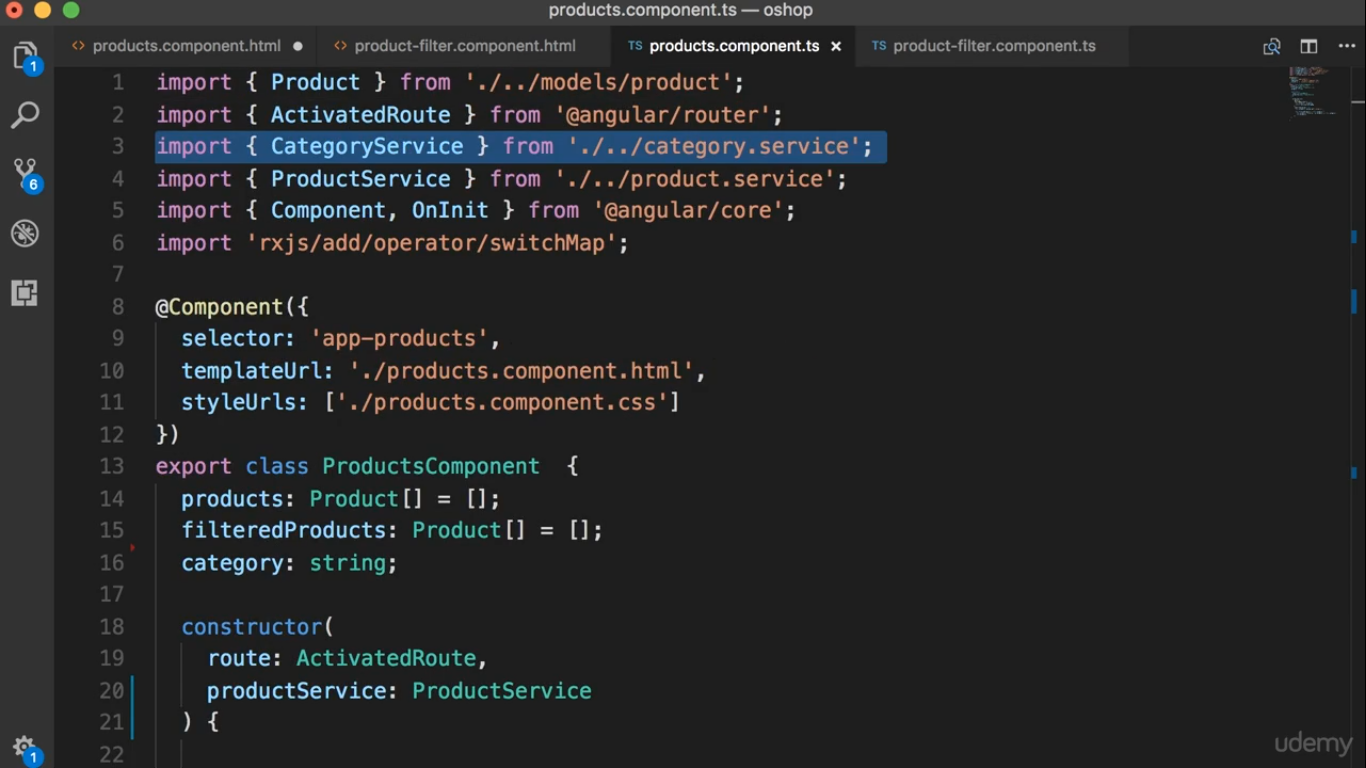 products.component.ts — oshop
products.component.html
product-filter.component.html
TS products.component.ts ×
TS product-filter.component.ts
1 import { Product } from './../models/product';
2 import { ActivatedRoute } from '@angular/router';
3 import { CategoryService } from './../category.service';
4 import { ProductService } from './../product.service';
5 import { Component, OnInit } from '@angular/core';
6 import 'rxjs/add/operator/switchMap';
7
8 @Component({
9 selector: 'app-products',
10 templateUrl: './products.component.html',
11 styleUrls: ['./products.component.css']
12 })
13 export class ProductsComponent  {
14 products: Product[] = [];
15 filteredProducts: Product[] = [];
16 category: string;
17
18 constructor(
19 route: ActivatedRoute,
20 productService: ProductService
21 ) {
22
1
6
1
udemy